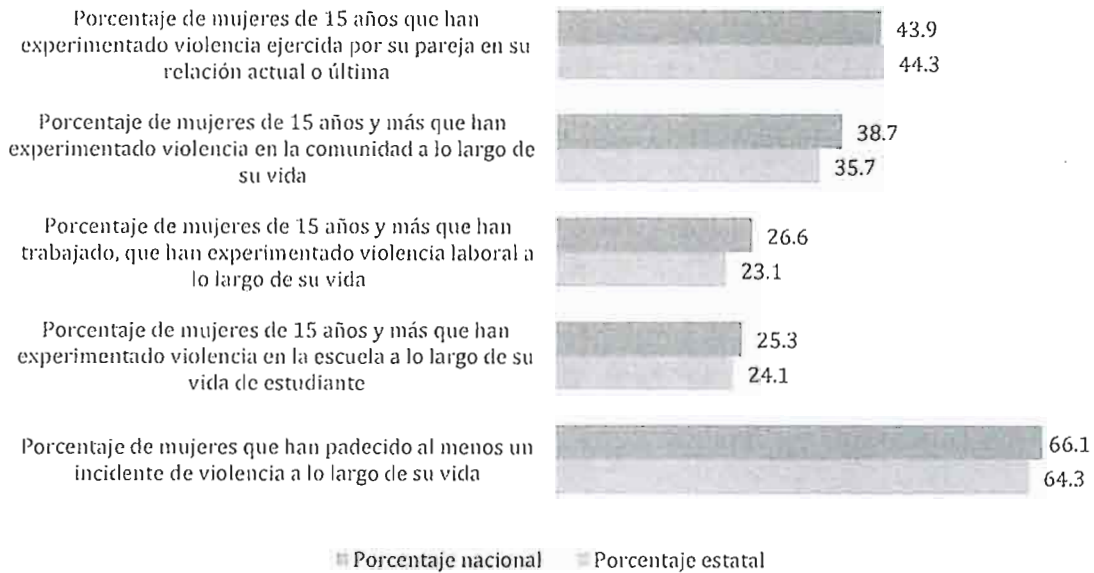 Porcentaje de mujeres de 15 años que han
experimentado violencia ejercida por su pareja en su
relación actual o última
43.9
44.3
Porcentaje de mujeres de 15 años y más que han
experimentado violencia en la comunidad a lo largo de
su vida
38.7
35.7
Porcentaje de mujeres de 15 años y más que han
trabajado, que han experimentado violencia laboral a
lo largo de su vida
26.6
23.1
Porcentaje de mujeres de 15 años y más que han
experimentado violencia en la escuela a lo largo de su
vida de estudiante
25.3
24.1
Porcentaje de mujeres que han padecido al menos un
incidente de violencia a lo largo de su vida
66.1
64.3
Porcentaje nacional Porcentaje estatal